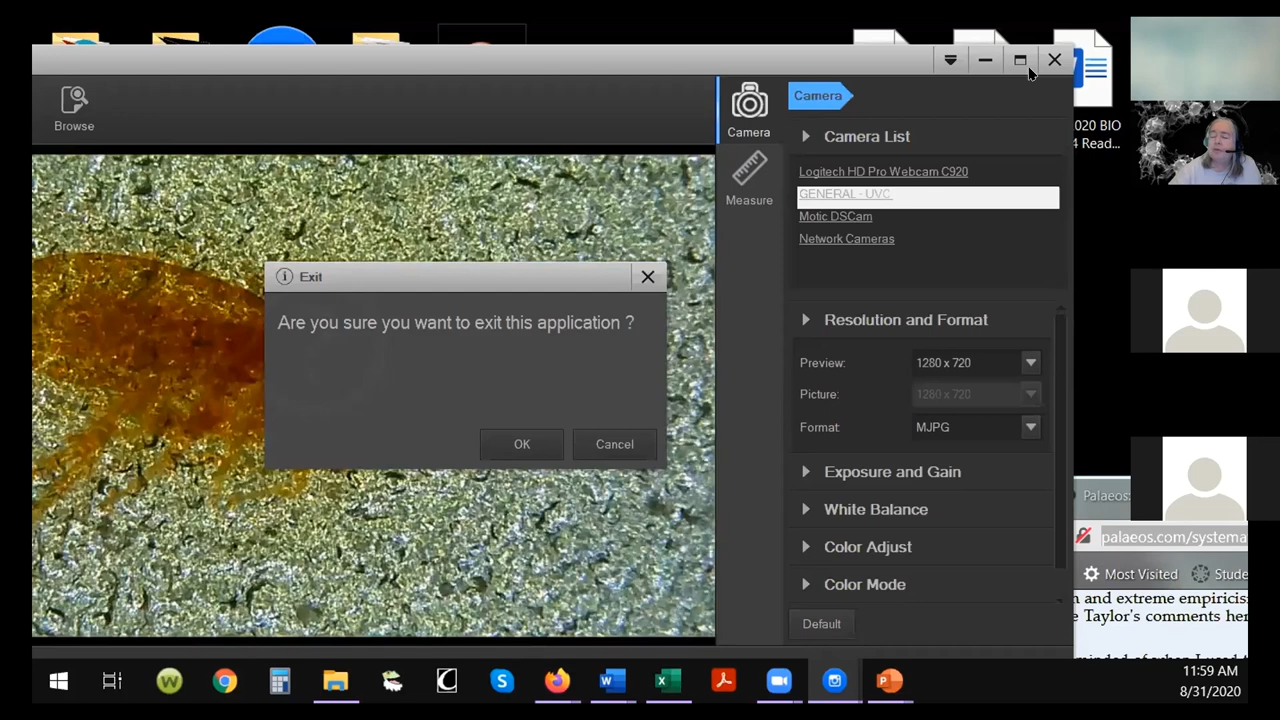 020 BIO
4 Read...
Browse
Camera
Measure
Camera
Camera List
Logitech HD Pro Webcam C920
GENERAL - UVC
Motic DSCam
Network Cameras
Exit
Are you sure you want to exit this application ?
OK
Cancel
Resolution and Format
Preview:
1280 x 720
Picture:
1280 x 720
Format:
MJPG
Exposure and Gain
White Balance
Color Adjust
Color Mode
Default
Palaeos:
palaeos.com/systema
Most Visited
Stude
and extreme empiricis
Taylor's comments her
11:59 AM
8/31/2020